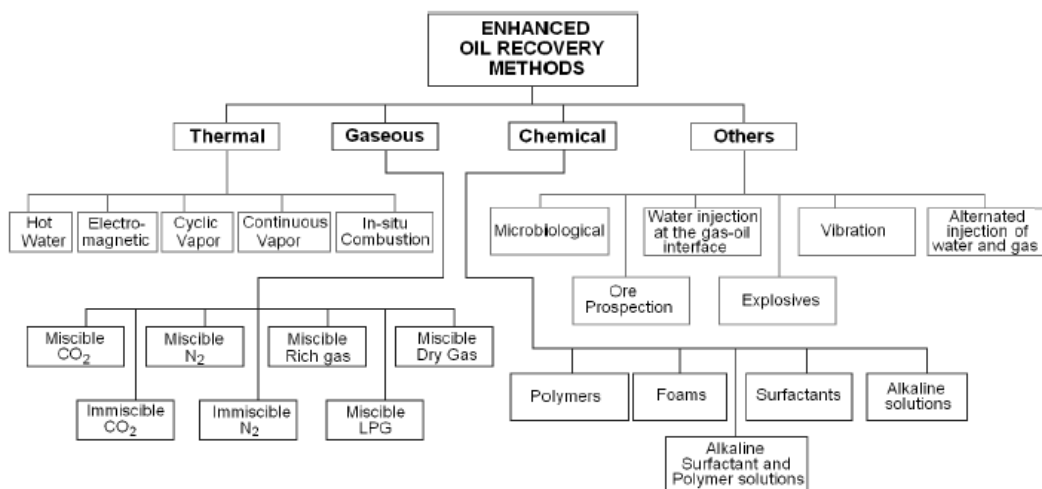 ENHANCED
OIL RECOVERY
METHODS
Thermal
Gaseous
Chemical
Others
Hot
Water
Electro-
magnetic
Cyclic
Vapor
Continuous
Vapor
In-situ
Combustion
Microbiological
Water injection
at the gas-oil
interface
Vibration
Alternated
injection of
water and gas
Ore
Prospection
Explosives
Miscible
CO2
Miscible
N2
Miscible
Rich gas
Miscible
Dry Gas
Immiscible
CO2
Immiscible
N2
Miscible
LPG
Polymers
Foams
Surfactants
Alkaline
solutions
Alkaline
Surfactant and
Polymer solutions